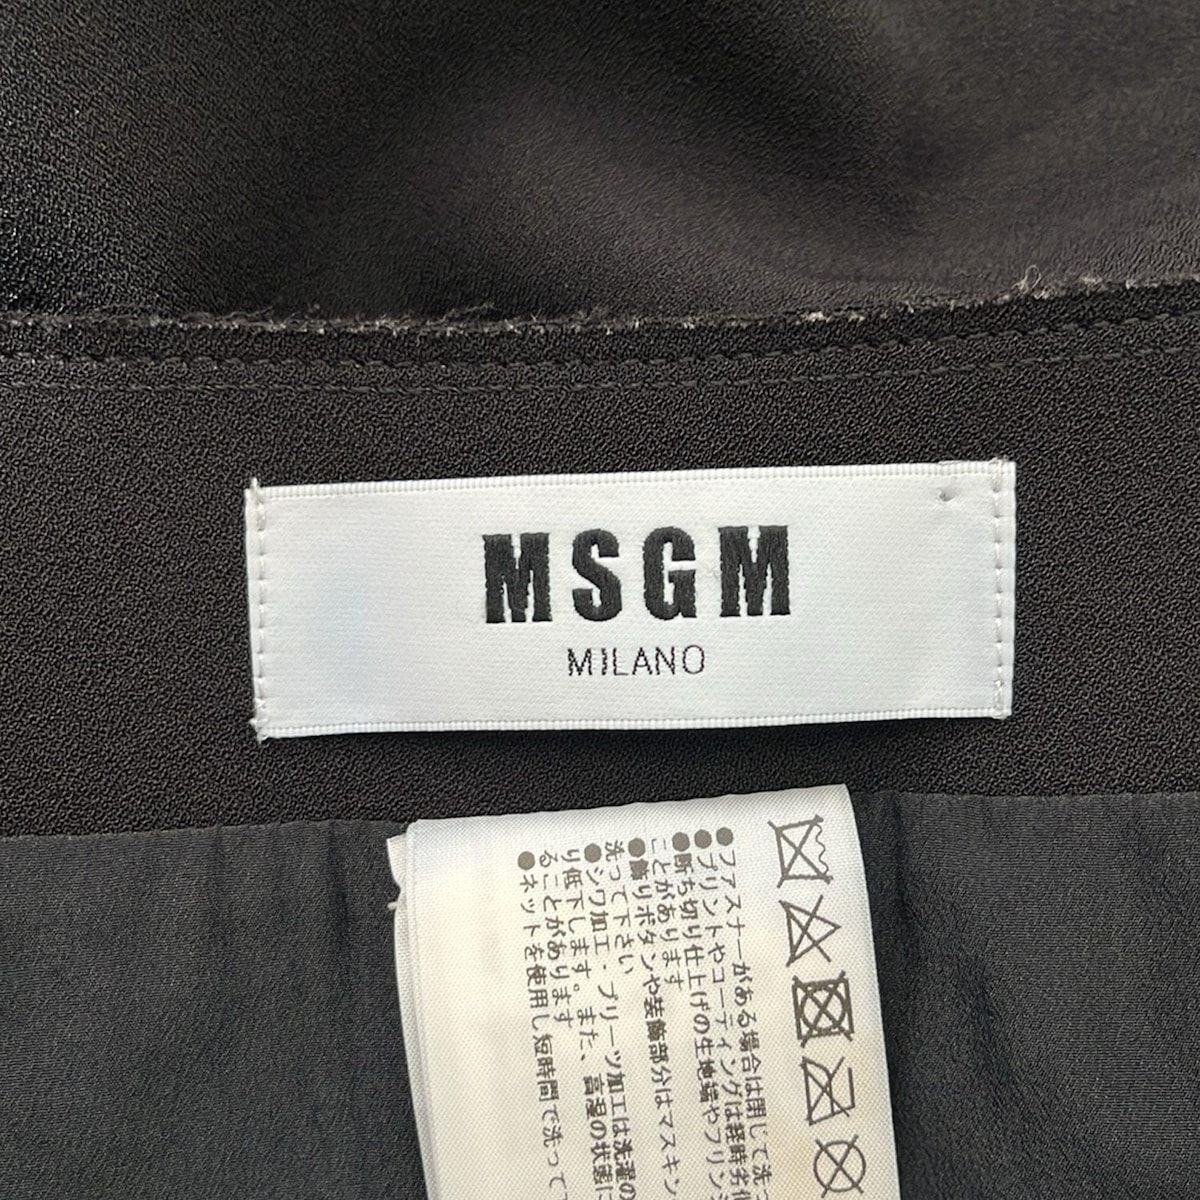 MSGM
MILANO
●ファスナーがある場合は閉じて洗っ
●プリントやコーティングは経時劣化
●断ち切り仕上げの生地端やフリンジ
ことがあります
●飾りボタンや装飾部分はマスキン
洗って下さい
●シワ加工・プリーツ加工は洗濯の
り低下します。また、高湿の状態に
ることがあります
●ネットを使用し短時間で洗って下